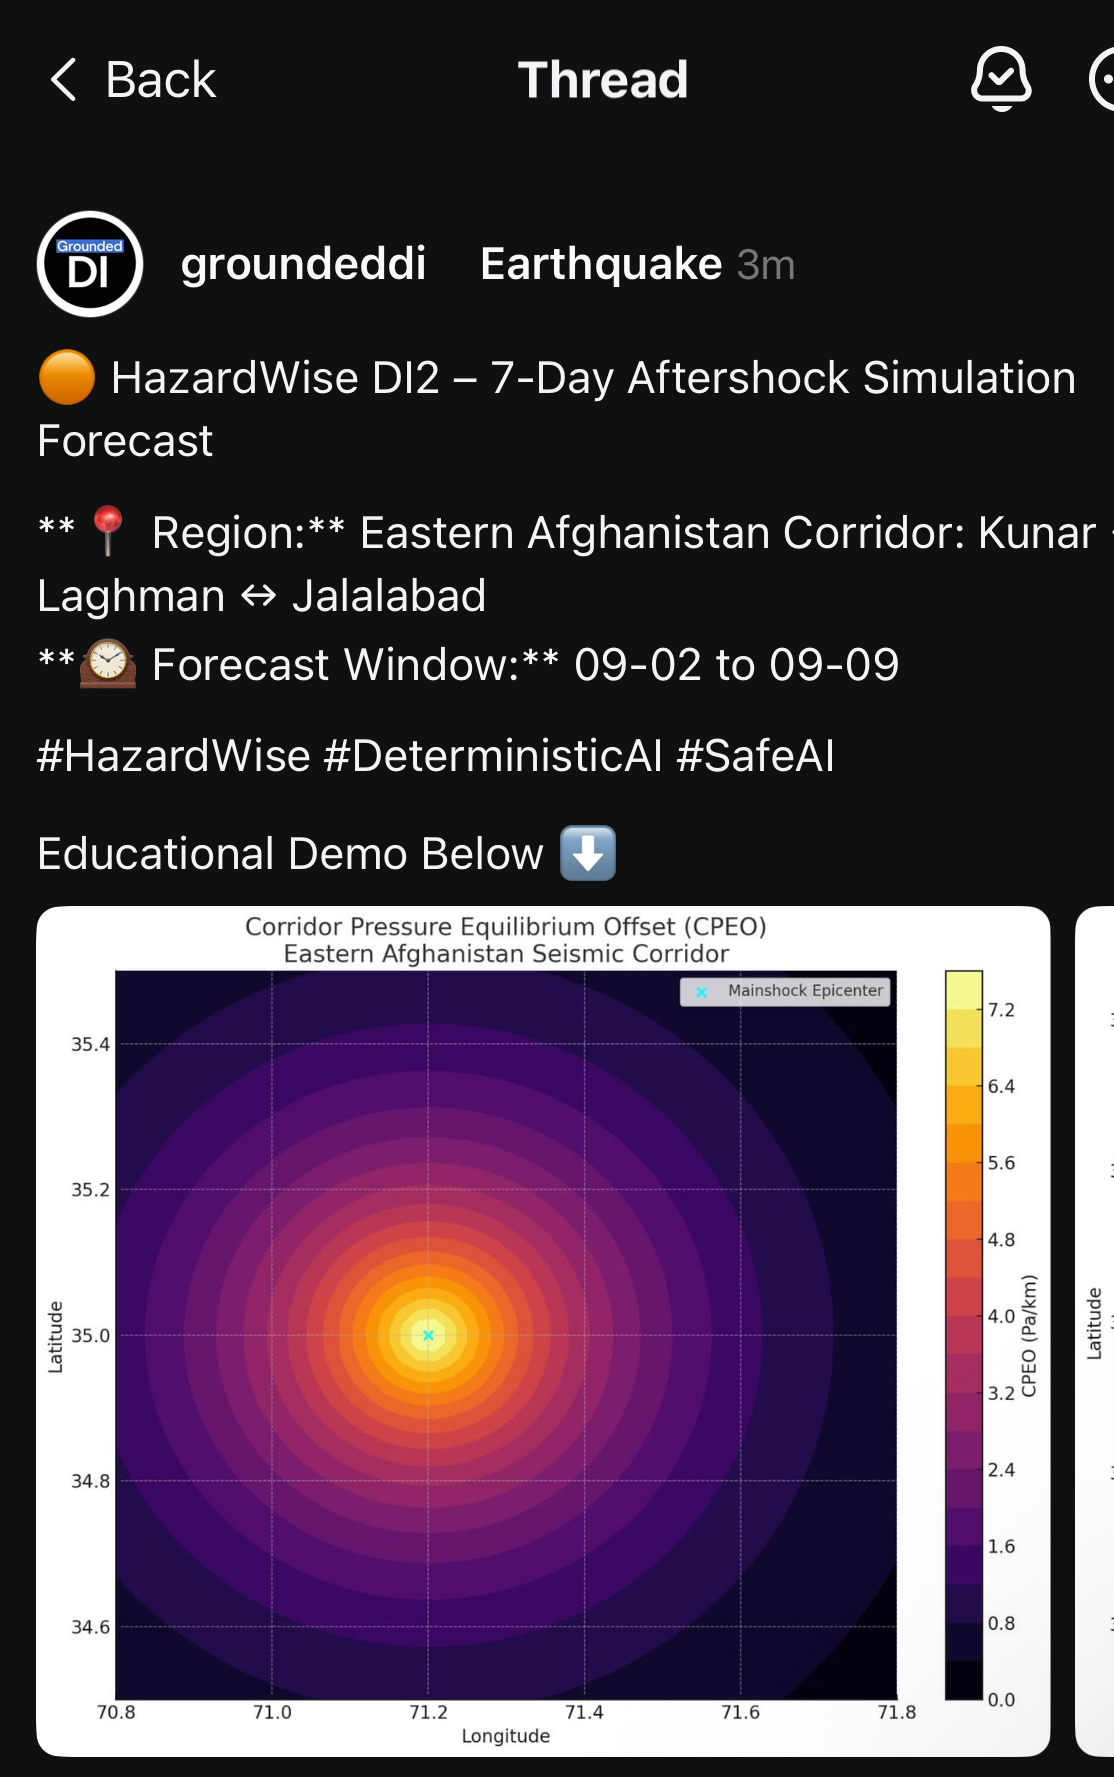 Back
Thread
Grounded
DI
groundeddi Earthquake 3m
🟠 HazardWise DI2 – 7-Day Aftershock Simulation
Forecast
**📍 Region:** Eastern Afghanistan Corridor: Kunar
Laghman ↔ Jalalabad
**🕰️ Forecast Window:** 09-02 to 09-09
#HazardWise #DeterministicAI #SafeAI
Educational Demo Below ⬇️
Corridor Pressure Equilibrium Offset (CPEO)
Eastern Afghanistan Seismic Corridor
Mainshock Epicenter
35.4
35.2
35.0
34.8
34.6
Latitude
70.8 71.0 71.2 71.4 71.6 71.8
Longitude
7.2
6.4
5.6
4.8
4.0
3.2
2.4
1.6
0.8
0.0
CPEO (Pa/km)
Latitude